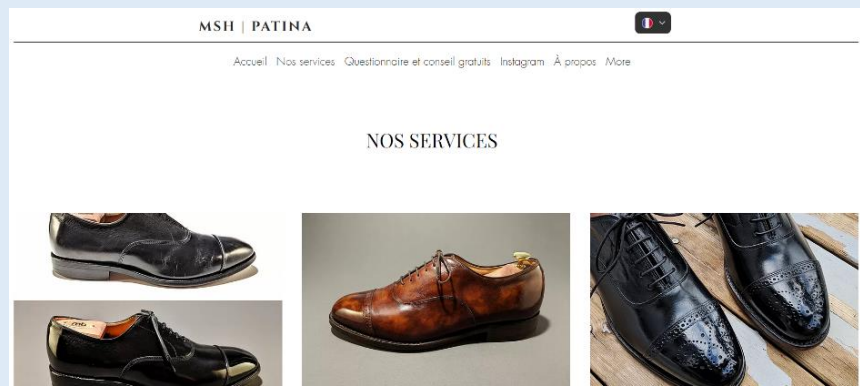 MSH | PATINA
Accueil Nos services Questionnaire et conseil gratuits Instagram À propos More
NOS SERVICES